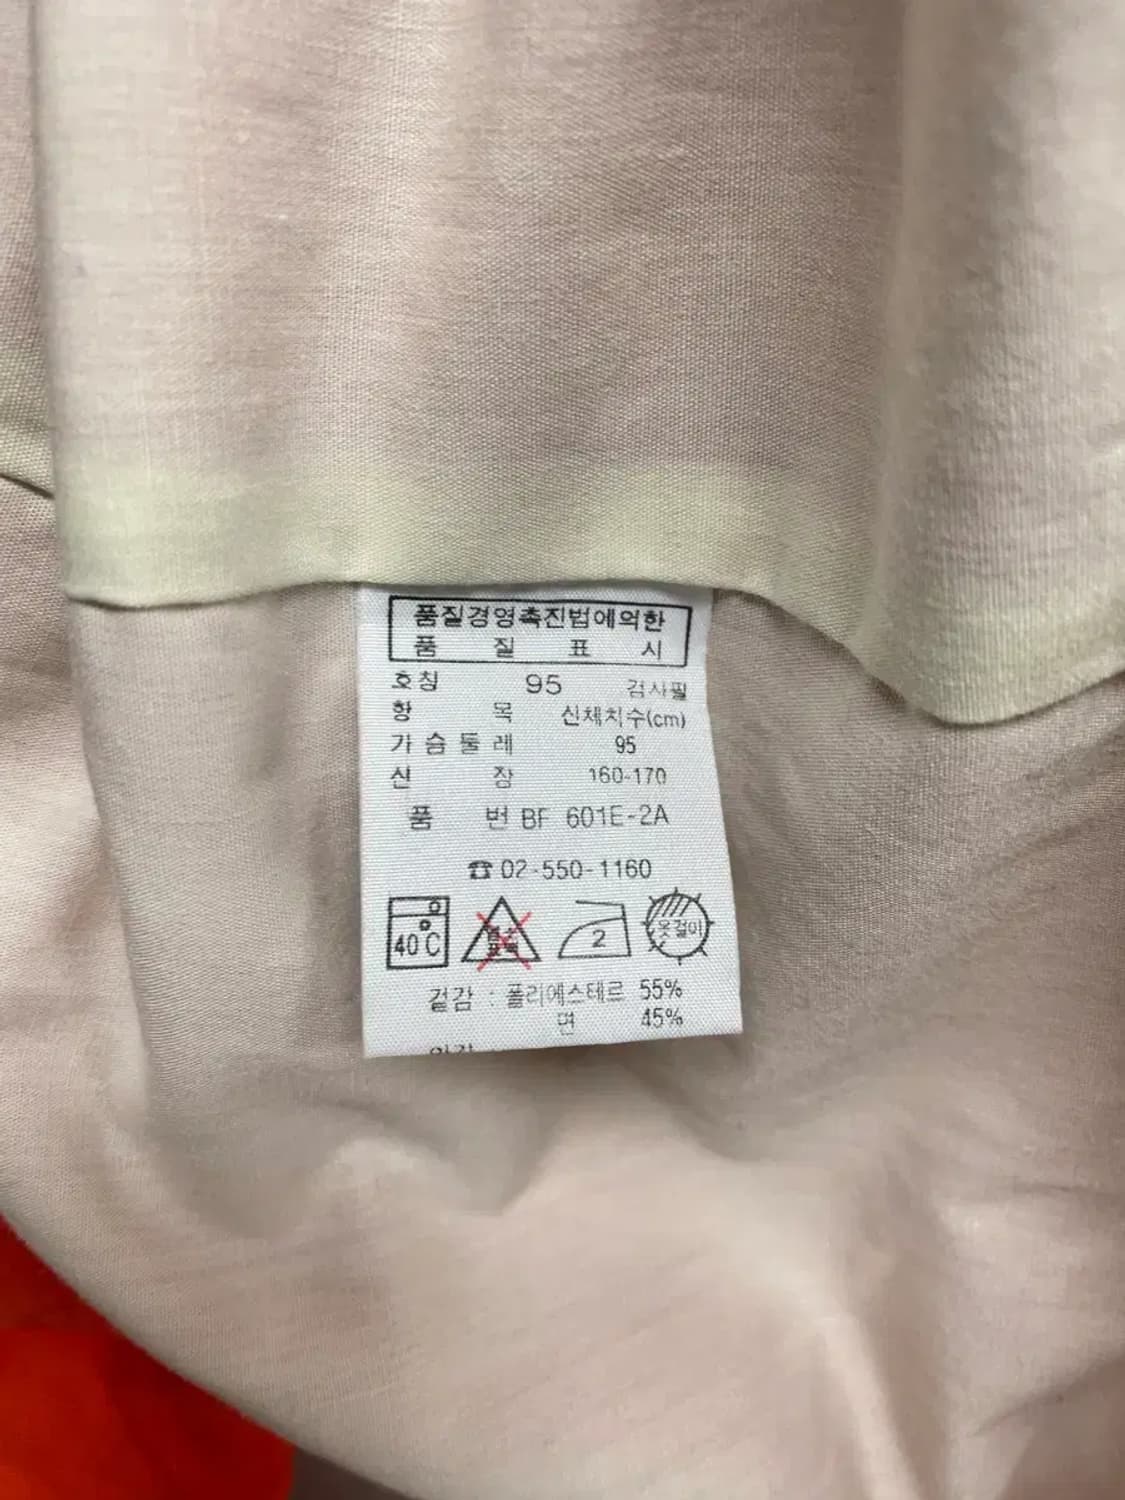 품질경영촉진법에의한
품 질 표 시
호칭 95 검사필
항 목 신체치수(cm)
가슴둘레 95
신 장 160-170
품 번 BF 601E-2A
☎ 02-550-1160
40˚C 2 옷걸이
겉감 : 폴리에스테르 55%
면 45%